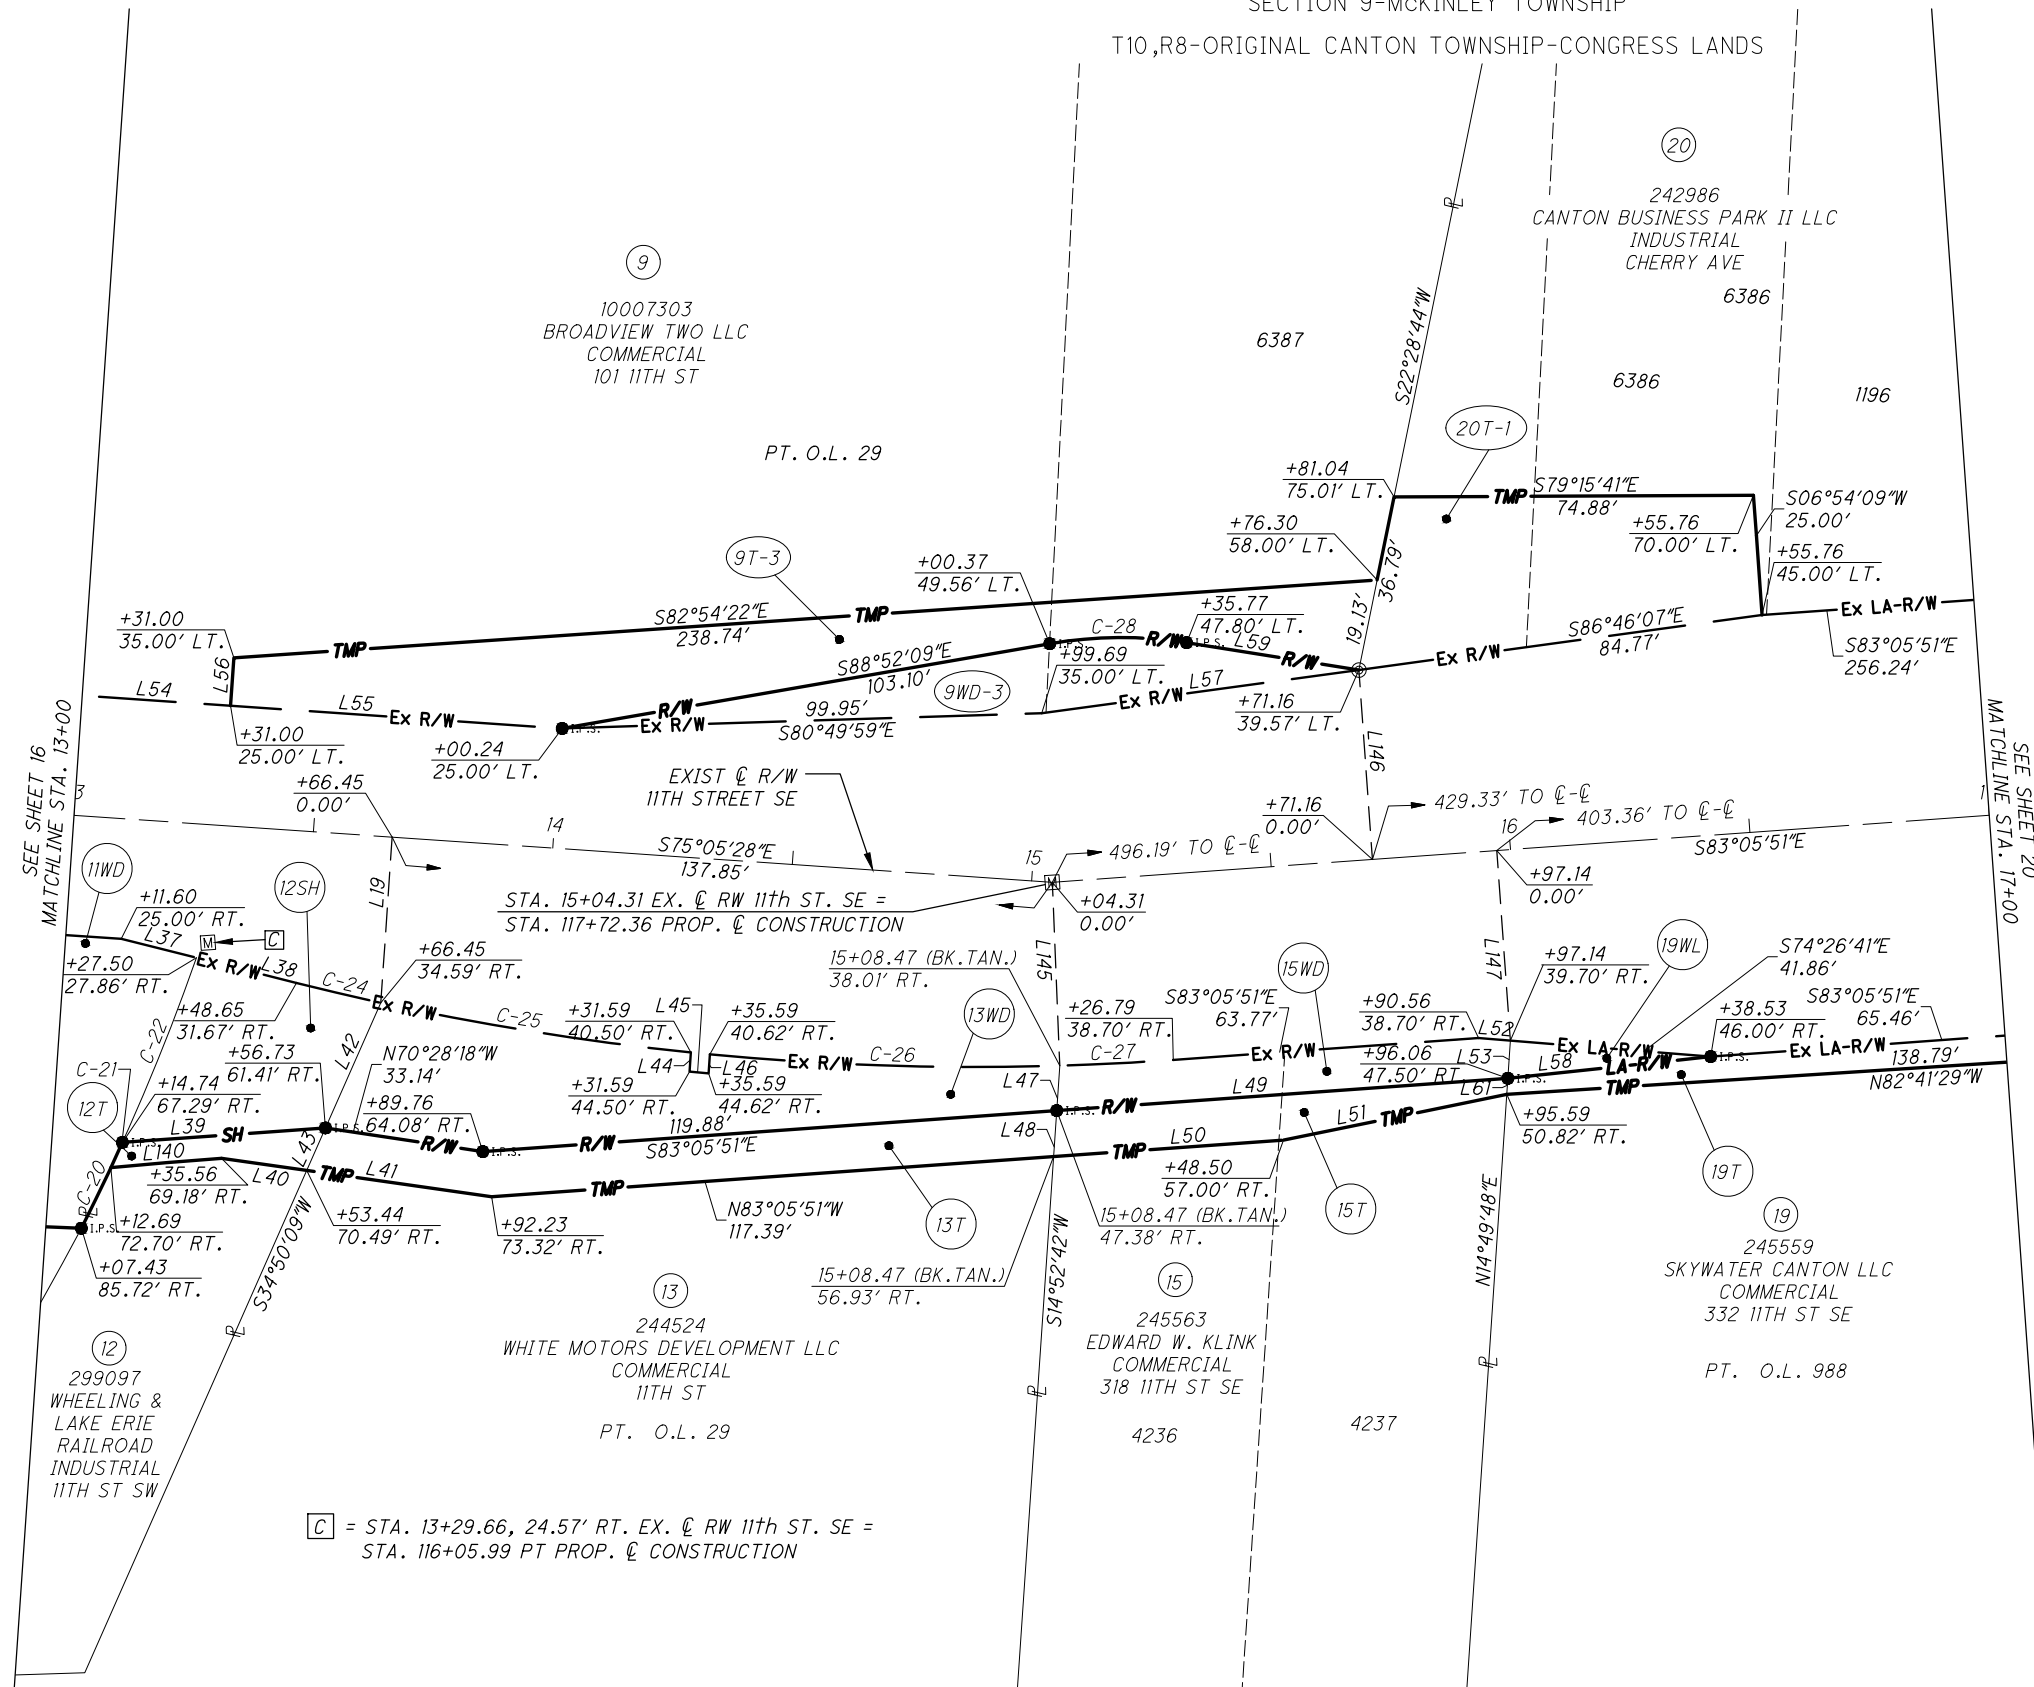 SECTION 9-McKINLEY TOWNSHIP
T10,R8-ORIGINAL CANTON TOWNSHIP-CONGRESS LANDS
20
242986
CANTON BUSINESS PARK II LLC
INDUSTRIAL
CHERRY AVE
6386
9
10007303
BROADVIEW TWO LLC
COMMERCIAL
101 11TH ST
PT. O.L. 29
6387
S22°28'44"W
6386
1196
20T-1
+81.04
75.01' LT.
TMP
S79°15'41"E
74.88'
S06°54'09"W
25.00'
+55.76
70.00' LT.
+55.76
45.00' LT.
+76.30
58.00' LT.
36.79'
19.13'
9T-3
+00.37
49.56' LT.
+35.77
47.80' LT.
C-28
R/W
I.P.S.
I.P.S.
L59
R/W
S86°46'07"E
84.77'
Ex LA-R/W
S83°05'51"E
256.24'
Ex R/W
+31.00
35.00' LT.
TMP
S82°54'22"E
238.74'
TMP
L56
L54
L55
Ex R/W
S88°52'09"E
103.10'
9WD-3
+99.69
35.00' LT.
L57
Ex R/W
+71.16
39.57' LT.
R/W
Ex R/W
I.P.S.
99.95'
S80°49'59"E
+31.00
25.00' LT.
+00.24
25.00' LT.
SEE SHEET 16
MATCHLINE STA. 13+00
SEE SHEET 20
MATCHLINE STA. 17+00
3
+66.45
0.00'
EXIST ℄ R/W
11TH STREET SE
L146
+71.16
0.00'
429.33' TO ℄-℄
403.36' TO ℄-℄
14
S75°05'28"E
137.85'
15
496.19' TO ℄-℄
16
S83°05'51"E
1
11WD
12SH
L19
STA. 15+04.31 EX. ℄ RW 11th ST. SE =
STA. 117+72.36 PROP. ℄ CONSTRUCTION
M
+04.31
0.00'
+97.14
0.00'
+11.60
25.00' RT.
L37
M
C
+27.50
27.86' RT.
Ex R/W
L38
C-24
+66.45
34.59' RT.
Ex R/W
C-25
15+08.47 (BK.TAN.)
38.01' RT.
L145
15WD
L147
+97.14
39.70' RT.
19WL
S74°26'41"E
41.86'
+48.65
31.67' RT.
+31.59
40.50' RT.
L45
+35.59
40.62' RT.
13WD
+26.79
38.70' RT.
S83°05'51"E
63.77'
+90.56
38.70' RT.
L52
+38.53
46.00' RT.
S83°05'51"E
65.46'
C-22
C-21
+56.73
61.41' RT.
L42
N70°28'18"W
33.14'
L44
L46
Ex R/W
C-26
C-27
Ex R/W
+96.06
47.50' RT.
L53
Ex LA-R/W
L58
LA-R/W
I.P.S.
Ex LA-R/W
138.79'
N82°41'29"W
12T
+14.74
67.29' RT.
+89.76
64.08' RT.
+31.59
44.50' RT.
+35.59
44.62' RT.
L47
I.P.S.
R/W
L49
L61
I.P.S.
TMP
L39
SH
I.P.S.
I.P.S.
R/W
I.P.S.
R/W
119.88'
S83°05'51"E
L48
L50
TMP
L51
TMP
+95.59
50.82' RT.
L140
C-20
℄P
+35.56
69.18' RT.
L40
L43
TMP
L41
TMP
I.P.S.
+12.69
72.70' RT.
+53.44
70.49' RT.
+92.23
73.32' RT.
N83°05'51"W
117.39'
13T
+48.50
57.00' RT.
15T
19T
+07.43
85.72' RT.
S34°50'09"W
15+08.47 (BK.TAN.)
47.38' RT.
15+08.47 (BK.TAN.)
56.93' RT.
S14°52'42"W
N14°49'48"E
12
299097
WHEELING &
LAKE ERIE
RAILROAD
INDUSTRIAL
11TH ST SW
13
244524
WHITE MOTORS DEVELOPMENT LLC
COMMERCIAL
11TH ST
PT. O.L. 29
15
245563
EDWARD W. KLINK
COMMERCIAL
318 11TH ST SE
4236
4237
19
245559
SKYWATER CANTON LLC
COMMERCIAL
332 11TH ST SE
PT. O.L. 988
C = STA. 13+29.66, 24.57' RT. EX. ℄ RW 11th ST. SE =
STA. 116+05.99 PT PROP. ℄ CONSTRUCTION